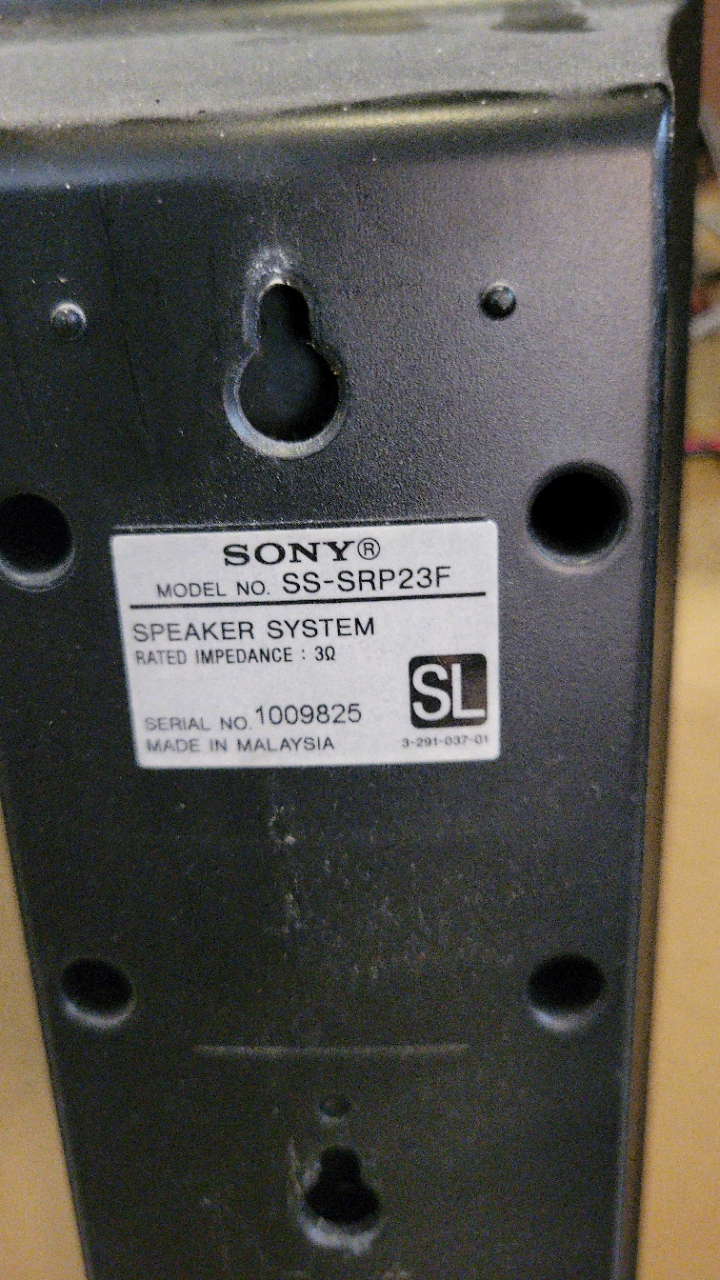 SONY®
MODEL NO. SS-SRP23F
SPEAKER SYSTEM
RATED IMPEDANCE : 3Ω
SL
SERIAL NO. 1009825
MADE IN MALAYSIA
3-291-037-01